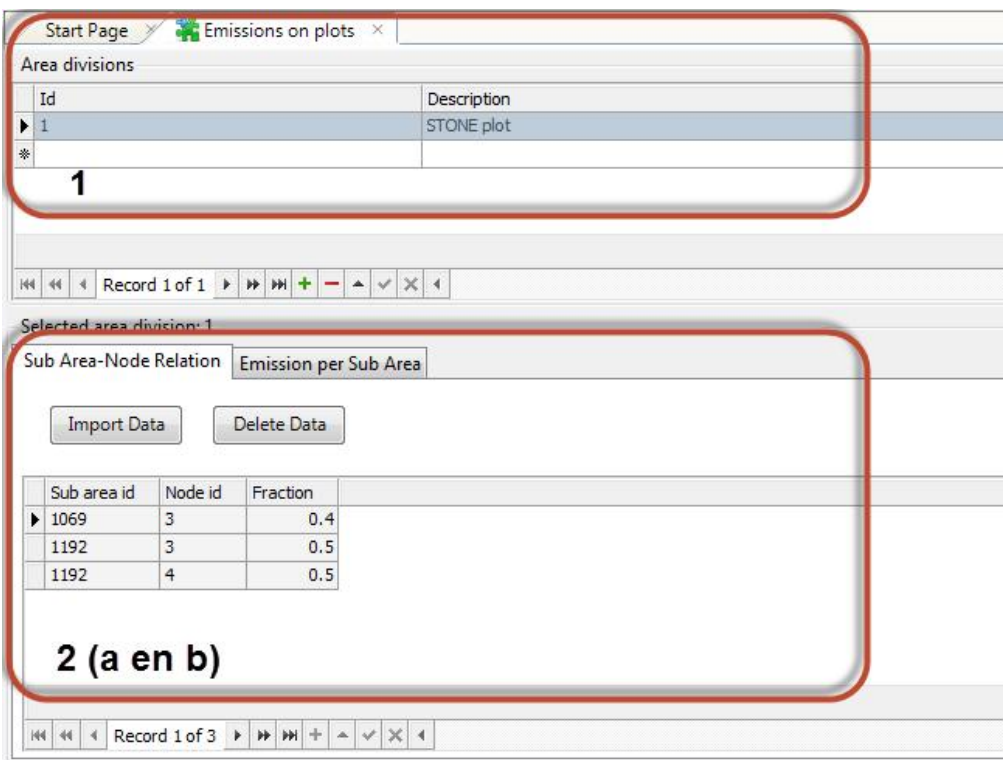 Start Page Emissions on plots
Area divisions
Id Description
1 STONE plot
1
Record 1 of 1
Selected area division: 1
Sub Area-Node Relation Emission per Sub Area
Import Data Delete Data
Sub area id Node id Fraction
1069 3 0.4
1192 3 0.5
1192 4 0.5
2 (a en b)
Record 1 of 3